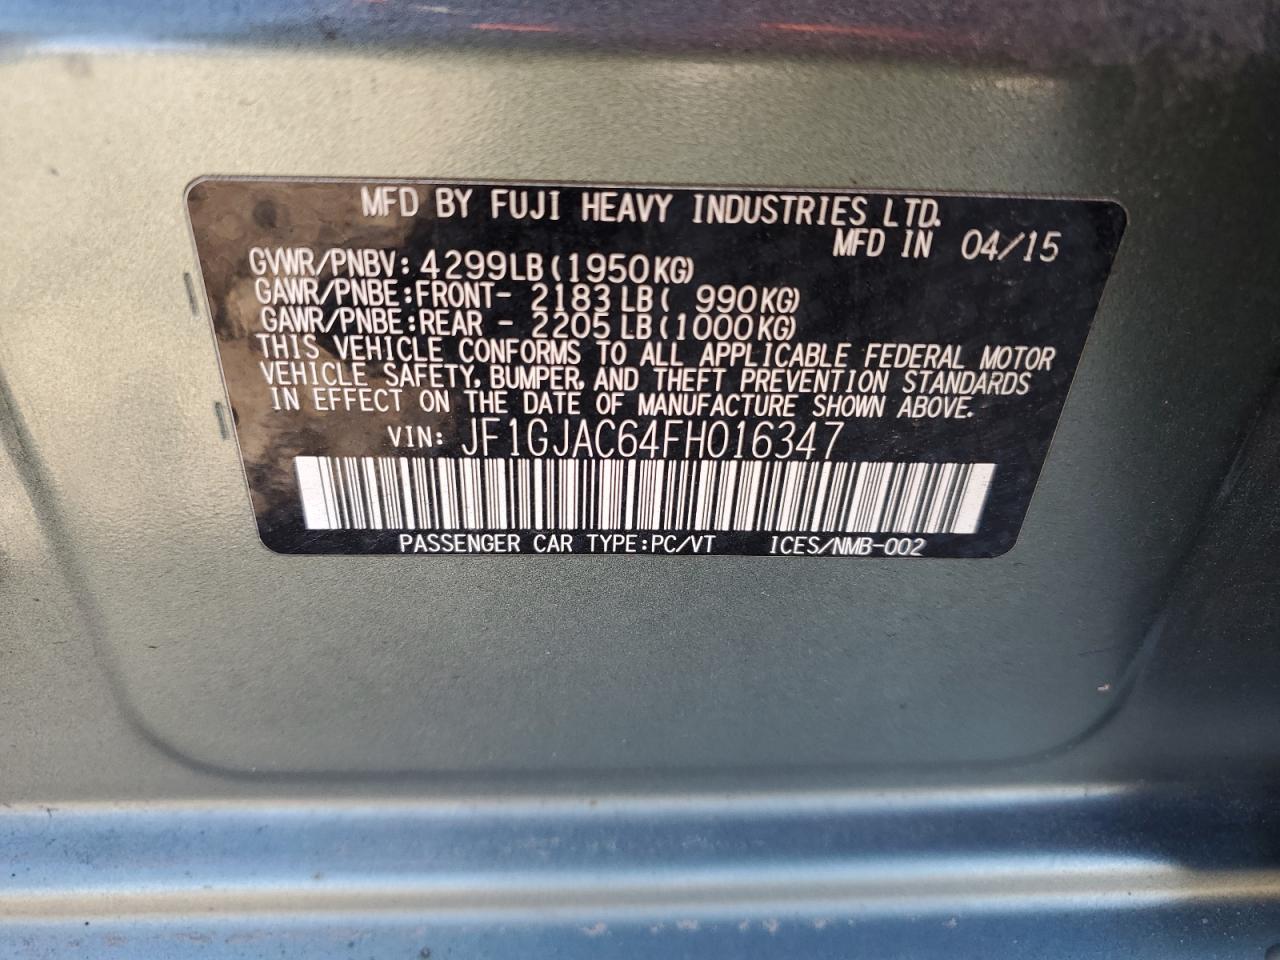 MFD BY FUJI HEAVY INDUSTRIES LTD.
MFD IN 04/15
GVWR/PNBV: 4299LB(1950KG)
GAWR/PNBE:FRONT- 2183LB( 990KG)
GAWR/PNBE:REAR - 2205LB(1000KG)
THIS VEHICLE CONFORMS TO ALL APPLICABLE FEDERAL MOTOR
VEHICLE SAFETY, BUMPER, AND THEFT PREVENTION STANDARDS
IN EFFECT ON THE DATE OF MANUFACTURE SHOWN ABOVE.
VIN: JF1GJAC64FH016347
PASSENGER CAR TYPE:PC/VT ICES/NMB-002